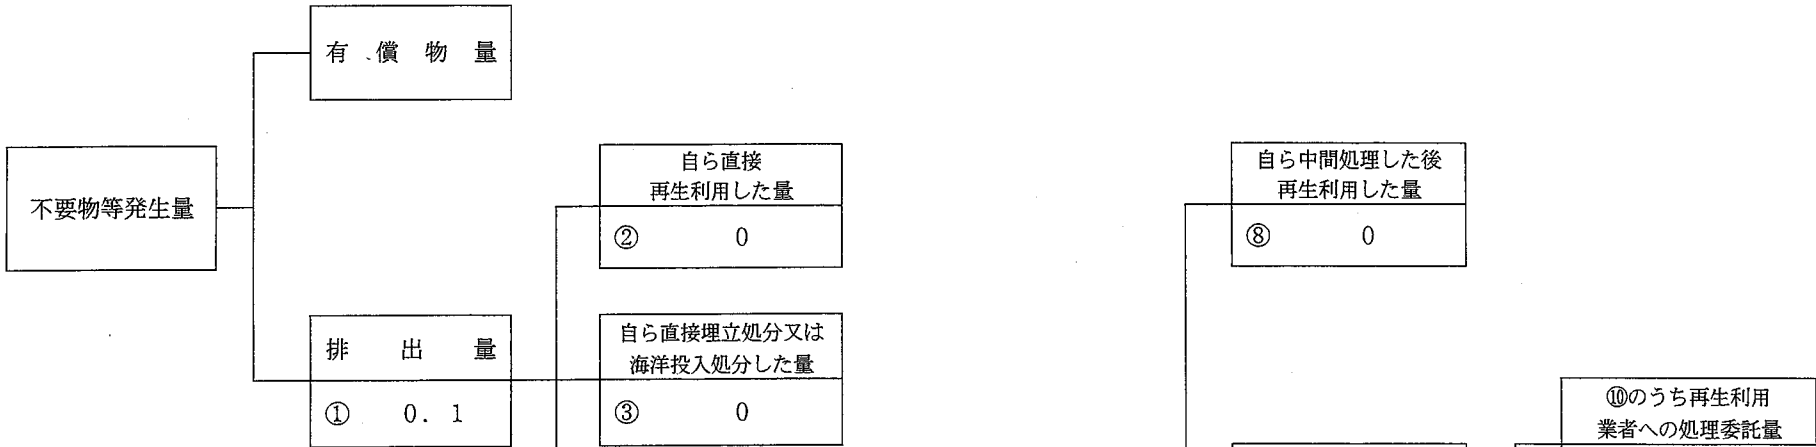 有 償 物 量
不要物等発生量
自ら直接
再生利用した量
② 0
自ら中間処理した後
再生利用した量
⑧ 0
排 出 量
① 0.1
自ら直接埋立処分又は
海洋投入処分した量
③ 0
⑩のうち再生利用
業者への処理委託量